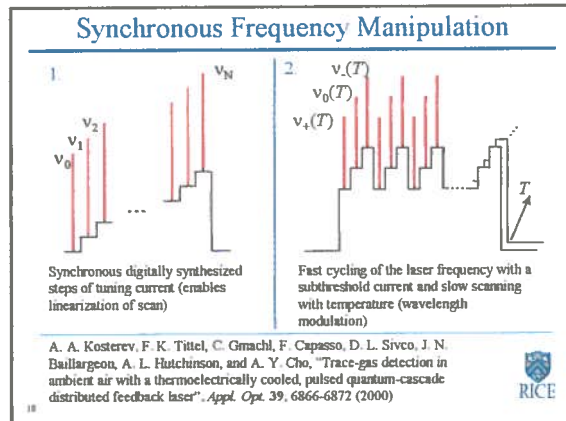 Synchronous Frequency Manipulation
1.
νN
ν2
ν1
ν0
...
Synchronous digitally synthesized
steps of tuning current (enables
linearization of scan)
2.
ν-(T)
ν0(T)
ν+(T)
T
Fast cycling of the laser frequency with a
subthreshold current and slow scanning
with temperature (wavelength
modulation)
A. A. Kosterev, F. K. Tittel, C. Gmachl, F. Capasso, D. L. Sivco, J. N.
Baillargeon, A. L. Hutchinson, and A. Y. Cho, "Trace-gas detection in
ambient air with a thermoelectrically cooled, pulsed quantum-cascade
distributed feedback laser", Appl. Opt. 39, 6866-6872 (2000)
RICE
18